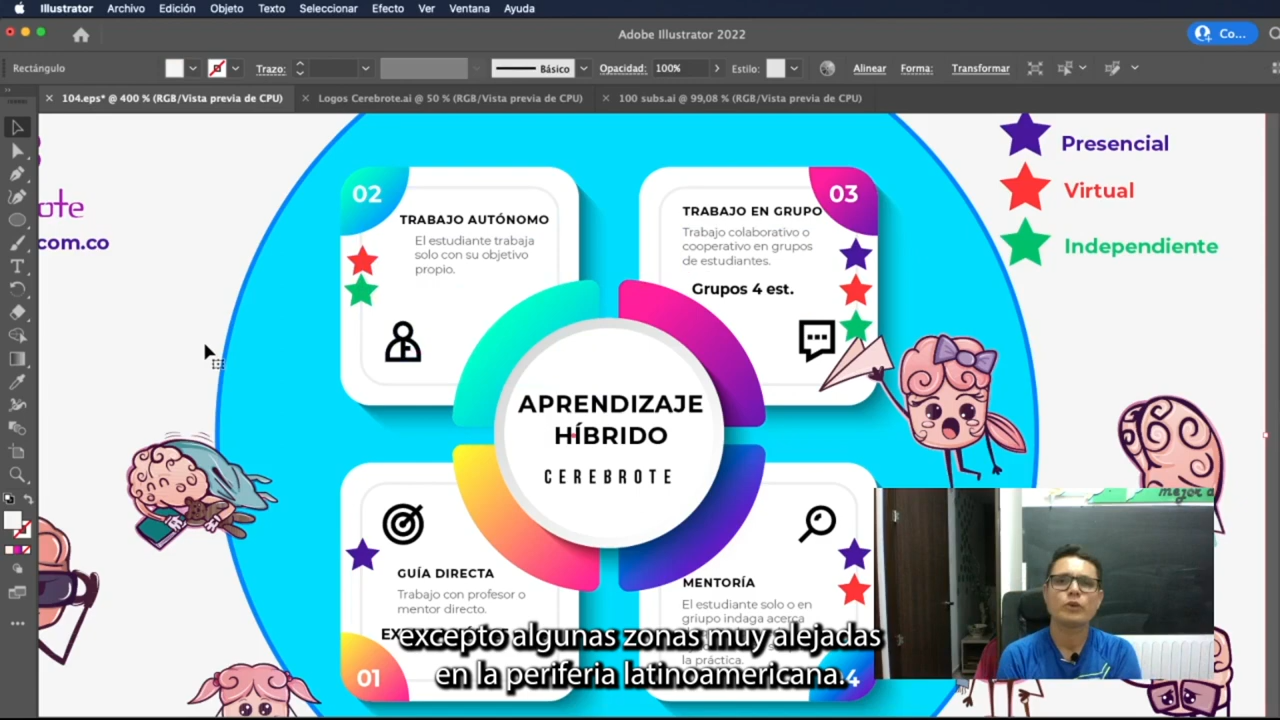 Illustrator Archivo Edición Objeto Texto Seleccionar Efecto Ver Ventana Ayuda
Adobe Illustrator 2022
Co...
Rectángulo
Trazo:
Básico
Opacidad: 100%
Estilo:
Alinear
Forma:
Transformar
104.eps* @ 400 % (RGB/Vista previa de CPU)
Logos Cerebrote.ai @ 50 % (RGB/Vista previa de CPU)
100 subs.ai @ 99,08 % (RGB/Vista previa de CPU)
Presencial
Virtual
Independiente
ote
com.co
02
TRABAJO AUTÓNOMO
El estudiante trabaja
solo con su objetivo
propio.
03
TRABAJO EN GRUPO
Trabajo colaborativo o
cooperativo en grupos
de estudiantes.
Grupos 4 est.
APRENDIZAJE
HÍBRIDO
CEREBROTE
GUÍA DIRECTA
Trabajo con profesor o
mentor directo.
01
MENTORÍA
El estudiante solo o en
griupo indaga acerca
la práctica.
4
mejor a
excepto algunas zonas muy alejadas
en la periferia latinoamericana.